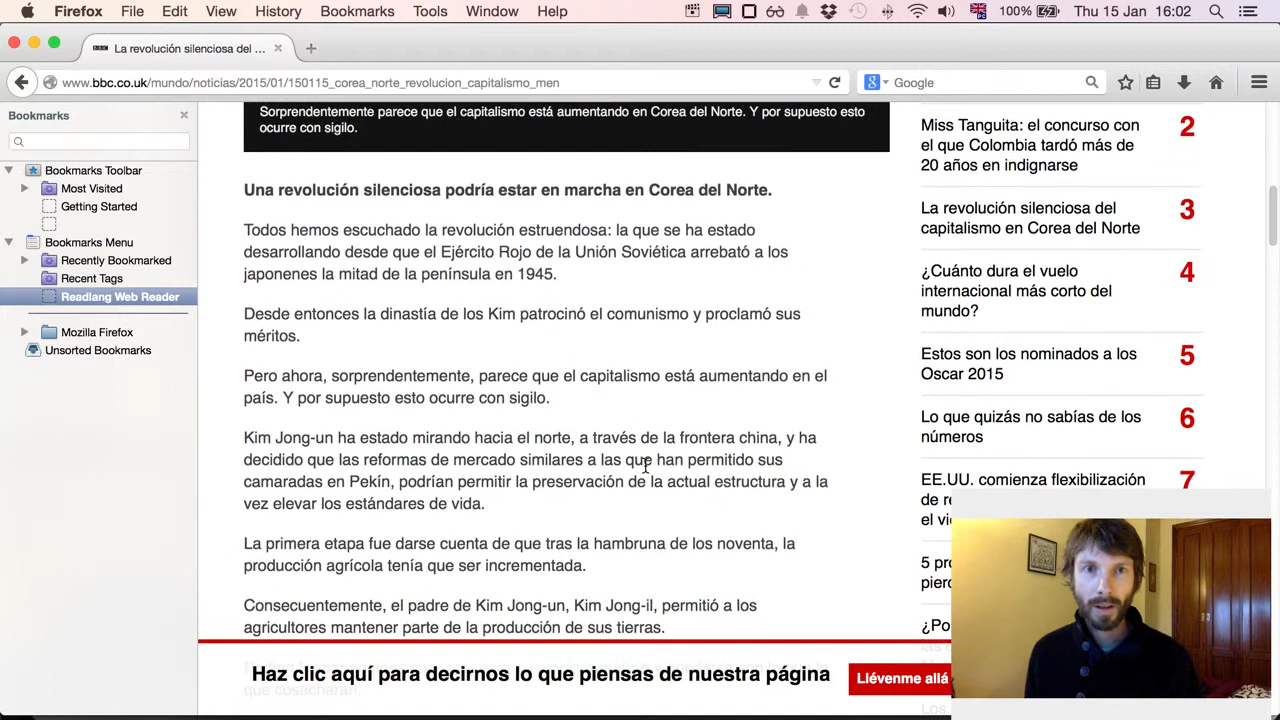 Firefox File Edit View History Bookmarks Tools Window Help 100% Thu 15 Jan 16:02
La revolución silenciosa del ...
www.bbc.co.uk/mundo/noticias/2015/01/150115_corea_norte_revolucion_capitalismo_men
Google
Bookmarks
Bookmarks Toolbar
Most Visited
Getting Started
Bookmarks Menu
Recently Bookmarked
Recent Tags
Readlang Web Reader
Mozilla Firefox
Unsorted Bookmarks
Sorprendentemente parece que el capitalismo está aumentando en Corea del Norte. Y por supuesto esto
ocurre con sigilo.
Una revolución silenciosa podría estar en marcha en Corea del Norte.
Todos hemos escuchado la revolución estruendosa: la que se ha estado
desarrollando desde que el Ejército Rojo de la Unión Soviética arrebató a los
japonenes la mitad de la península en 1945.
Desde entonces la dinastía de los Kim patrocinó el comunismo y proclamó sus
méritos.
Pero ahora, sorprendentemente, parece que el capitalismo está aumentando en el
país. Y por supuesto esto ocurre con sigilo.
Kim Jong-un ha estado mirando hacia el norte, a través de la frontera china, y ha
decidido que las reformas de mercado similares a las que han permitido sus
camaradas en Pekín, podrían permitir la preservación de la actual estructura y a la
vez elevar los estándares de vida.
La primera etapa fue darse cuenta de que tras la hambruna de los noventa, la
producción agrícola tenía que ser incrementada.
Consecuentemente, el padre de Kim Jong-un, Kim Jong-il, permitió a los
agricultores mantener parte de la producción de sus tierras.
que cosecharan.
Haz clic aquí para decirnos lo que piensas de nuestra página
Llévenme allá
Miss Tanguita: el concurso con 2
el que Colombia tardó más de
20 años en indignarse
La revolución silenciosa del 3
capitalismo en Corea del Norte
¿Cuánto dura el vuelo 4
internacional más corto del
mundo?
Estos son los nominados a los 5
Oscar 2015
Lo que quizás no sabías de los 6
números
EE.UU. comienza flexibilización 7
de
el
5
¿Po
las
Los